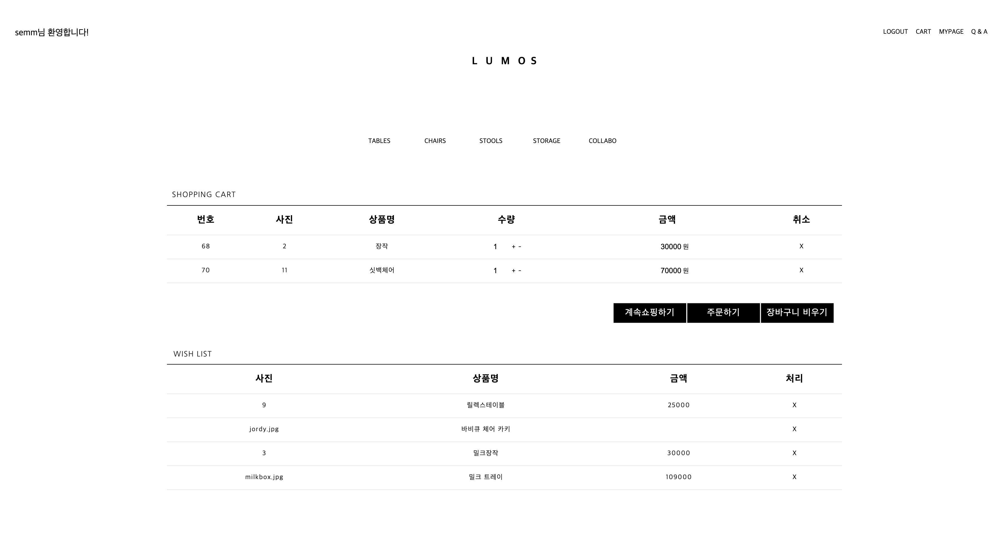 semm님 환영합니다!
LOGOUT CART MYPAGE Q & A
L U M O S
TABLES CHAIRS STOOLS STORAGE COLLABO
SHOPPING CART
번호 사진 상품명 수량 금액 취소
68 2 장작 1 + - 30000 원 X
70 11 싯백체어 1 + - 70000 원 X
계속쇼핑하기 주문하기 장바구니 비우기
WISH LIST
사진 상품명 금액 처리
9 릴렉스테이블 25000 X
jordy.jpg 바비큐 체어 카키 X
3 밀크장작 30000 X
milkbox.jpg 밀크 트레이 109000 X